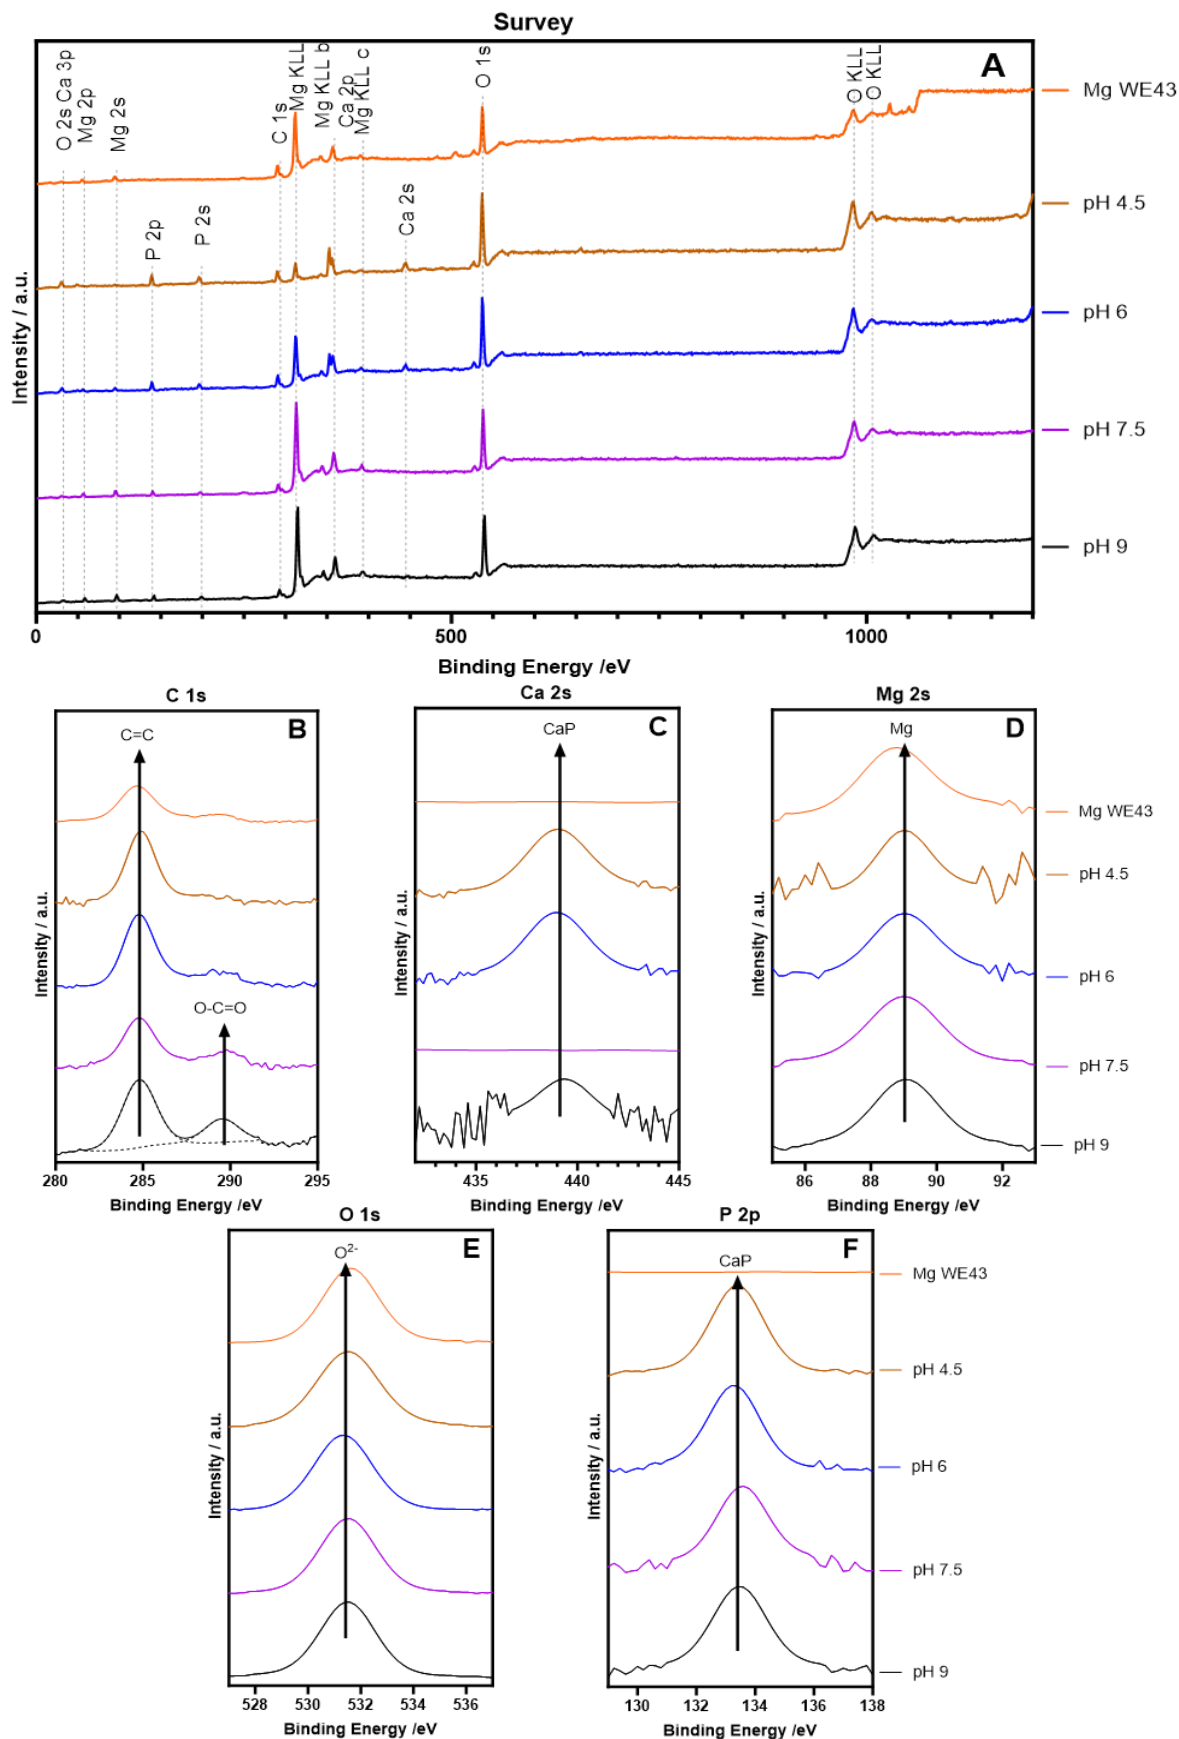 Survey
A
O 2s Ca 3p
Mg 2p
Mg 2s
P 2p
P 2s
C 1s
Mg KLL
Mg KLL b
Ca 2p
Mg KLL c
Ca 2s
O 1s
O KLL
O KLL
Mg WE43
pH 4.5
pH 6
pH 7.5
pH 9
Intensity / a.u.
0 500 1000
Binding Energy /eV
C 1s
B
C=C
O-C=O
Intensity / a.u.
280 285 290 295
Binding Energy /eV
Ca 2s
C
CaP
Intensity / a.u.
435 440 445
Binding Energy /eV
Mg 2s
D
Mg
Intensity / a.u.
86 88 90 92
Binding Energy /eV
Mg WE43
pH 4.5
pH 6
pH 7.5
pH 9
O 1s
E
O²⁻
Intensity / a.u.
528 530 532 534 536
Binding Energy /eV
P 2p
F
CaP
Intensity / a.u.
130 132 134 136 138
Binding Energy /eV
Mg WE43
pH 4.5
pH 6
pH 7.5
pH 9